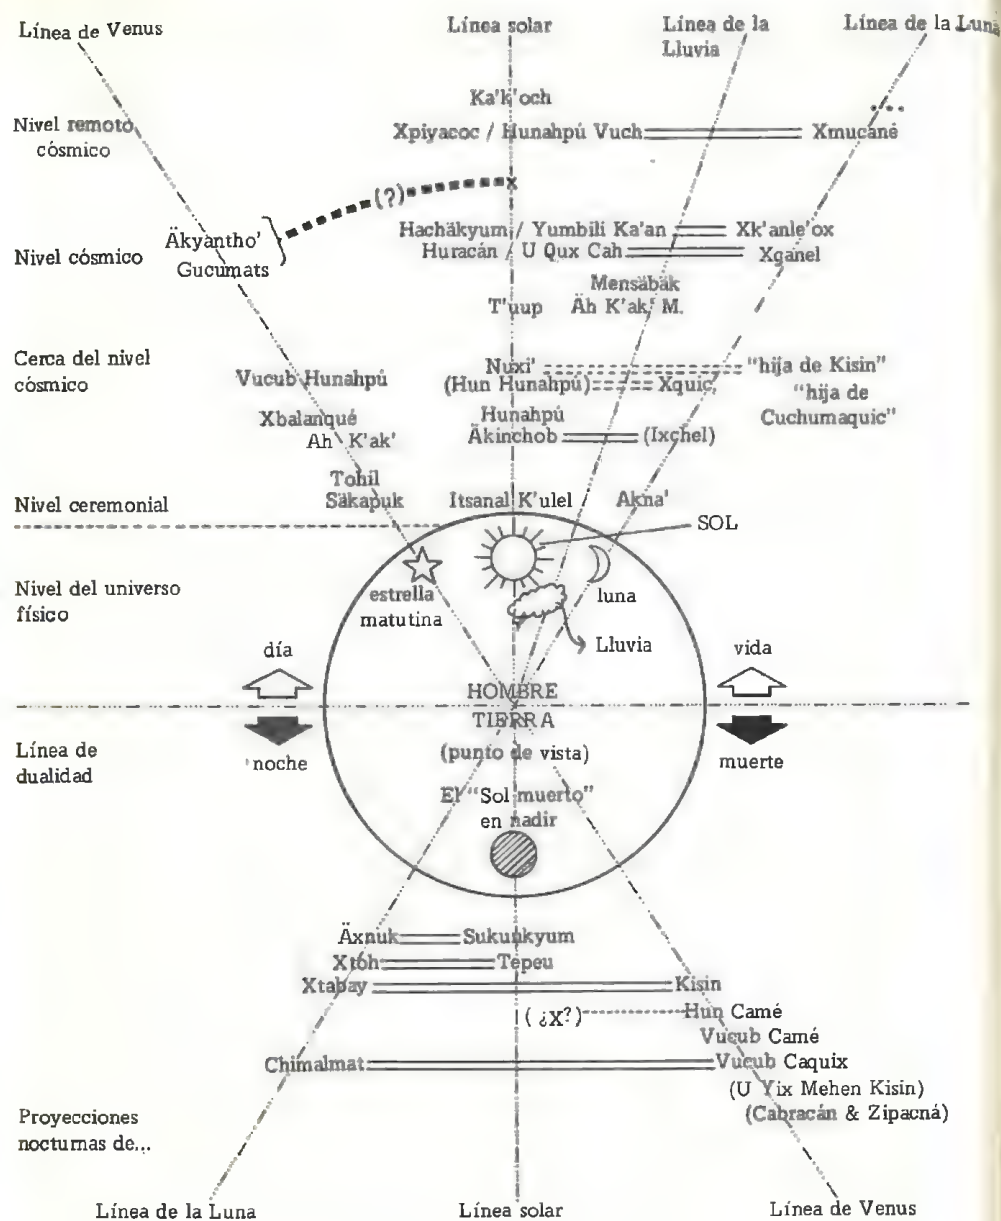 Línea de Venus
Línea solar
Línea de la
Lluvia
Línea de la Luna
Ka'k'och
Nivel remoto
cósmico
Xpiyacoc / Hunahpú Vuch
Xmucané
(?)
x
Äkyantho'
Gucumats
Nivel cósmico
Hachäkyum / Yumbili Ka'an
Xk'anle'ox
Huracán / U Qux Cah
Xganel
Mensäbäk
T'uup
Äh K'ak' M.
Cerca del nivel
cósmico
Vucub Hunahpú
Nuxi'
"hija de Kisin"
(Hun Hunahpú)
Xquic
"hija de
Cuchumaquic"
Xbalanqué
Ah K'ak'
Hunahpú
Äkinchob
(Ixchel)
Tohil
Säkapuk
Nivel ceremonial
Itsanal K'ulel
Akna'
SOL
Nivel del universo
físico
estrella
matutina
luna
Lluvia
día
vida
HOMBRE
TIERRA
Línea de
dualidad
noche
(punto de vista)
muerte
El "Sol muerto"
en nadir
Äxnuk
Sukunkyum
Xtoh
Tepeu
Xtabay
Kisin
(¿X?)
Hun Camé
Vucub Camé
Chimalmat
Vucub Caquix
(U Yix Mehen Kisin)
(Cabracán & Zipacná)
Proyecciones
nocturnas de...
Línea de la Luna
Línea solar
Línea de Venus